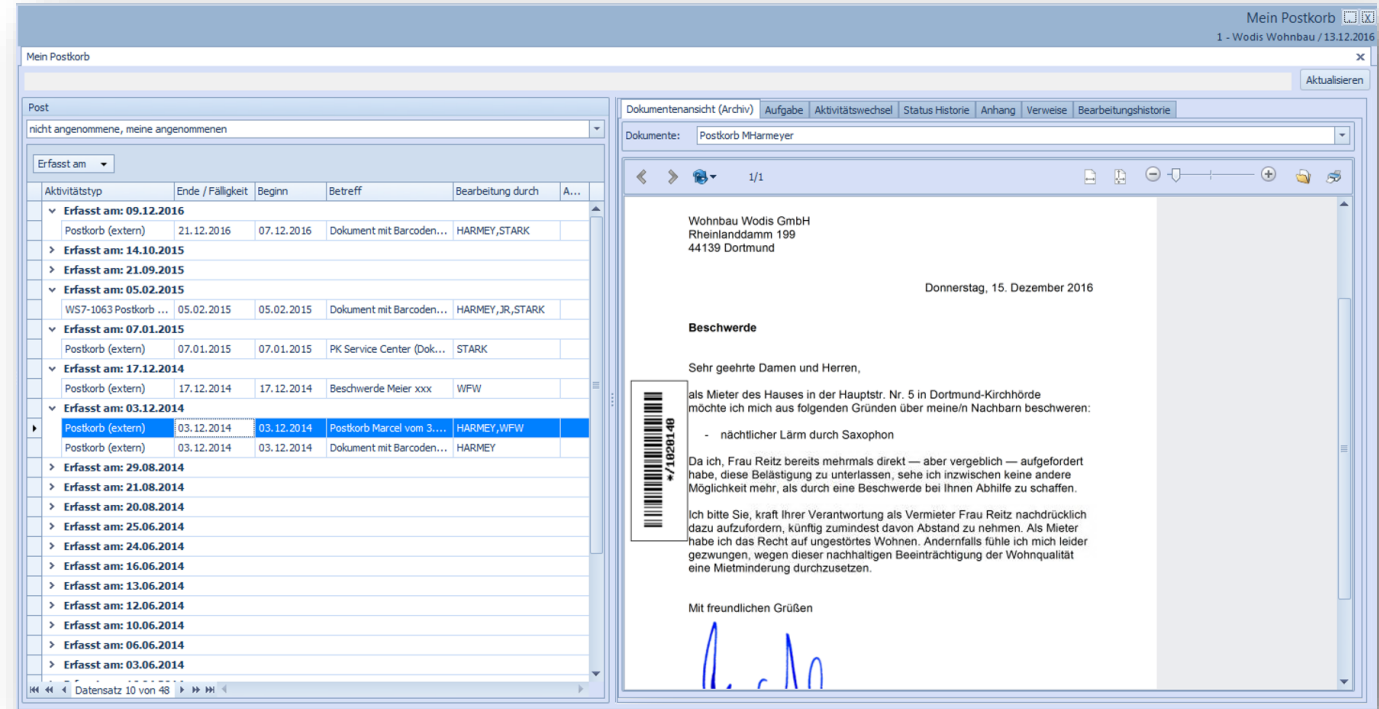 Mein Postkorb
1 - Wodis Wohnbau / 13.12.2016
Mein Postkorb
Aktualisieren
Post
nicht angenommene, meine angenommenen
Erfasst am
Aktivitätstyp Ende / Fälligkeit Beginn Betreff Bearbeitung durch A...
Erfasst am: 09.12.2016
Postkorb (extern) 21.12.2016 07.12.2016 Dokument mit Barcoden... HARMEY,STARK
Erfasst am: 14.10.2015
Erfasst am: 21.09.2015
Erfasst am: 05.02.2015
WS7-1063 Postkorb ... 05.02.2015 05.02.2015 Dokument mit Barcoden... HARMEY,JR,STARK
Erfasst am: 07.01.2015
Postkorb (extern) 07.01.2015 07.01.2015 PK Service Center (Dok... STARK
Erfasst am: 17.12.2014
Postkorb (extern) 17.12.2014 17.12.2014 Beschwerde Meier xxx WFW
Erfasst am: 03.12.2014
Postkorb (extern) 03.12.2014 03.12.2014 Postkorb Marcel vom 3.... HARMEY,WFW
Postkorb (extern) 03.12.2014 03.12.2014 Dokument mit Barcoden... HARMEY
Erfasst am: 29.08.2014
Erfasst am: 21.08.2014
Erfasst am: 20.08.2014
Erfasst am: 25.06.2014
Erfasst am: 24.06.2014
Erfasst am: 16.06.2014
Erfasst am: 13.06.2014
Erfasst am: 12.06.2014
Erfasst am: 10.06.2014
Erfasst am: 06.06.2014
Erfasst am: 03.06.2014
Datensatz 10 von 48
Dokumentenansicht (Archiv) Aufgabe Aktivitätswechsel Status Historie Anhang Verweise Bearbeitungshistorie
Dokumente: Postkorb MHarmeyer
1/1
Wohnbau Wodis GmbH
Rheinlanddamm 199
44139 Dortmund
Donnerstag, 15. Dezember 2016
Beschwerde
Sehr geehrte Damen und Herren,
als Mieter des Hauses in der Hauptstr. Nr. 5 in Dortmund-Kirchhörde
möchte ich mich aus folgenden Gründen über meine/n Nachbarn beschweren:
- nächtlicher Lärm durch Saxophon
Da ich, Frau Reitz bereits mehrmals direkt — aber vergeblich — aufgefordert
habe, diese Belästigung zu unterlassen, sehe ich inzwischen keine andere
Möglichkeit mehr, als durch eine Beschwerde bei Ihnen Abhilfe zu schaffen.
Ich bitte Sie, kraft Ihrer Verantwortung als Vermieter Frau Reitz nachdrücklich
dazu aufzufordern, künftig zumindest davon Abstand zu nehmen. Als Mieter
habe ich das Recht auf ungestörtes Wohnen. Andernfalls fühle ich mich leider
gezwungen, wegen dieser nachhaltigen Beeinträchtigung der Wohnqualität
eine Mietminderung durchzusetzen.
Mit freundlichen Grüßen
*/1020140